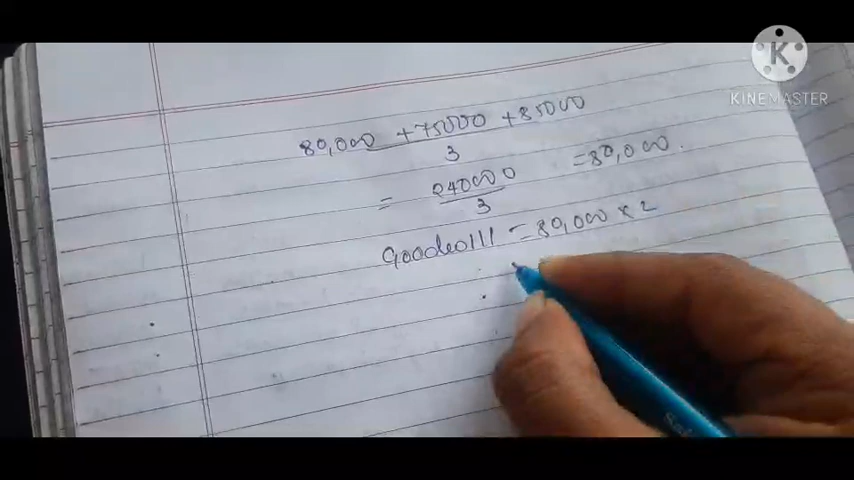 80,000 +75000 +85000
3
= 240000 =80,000.
3
Goodwill =80,000 × 2
K
KINEMASTER